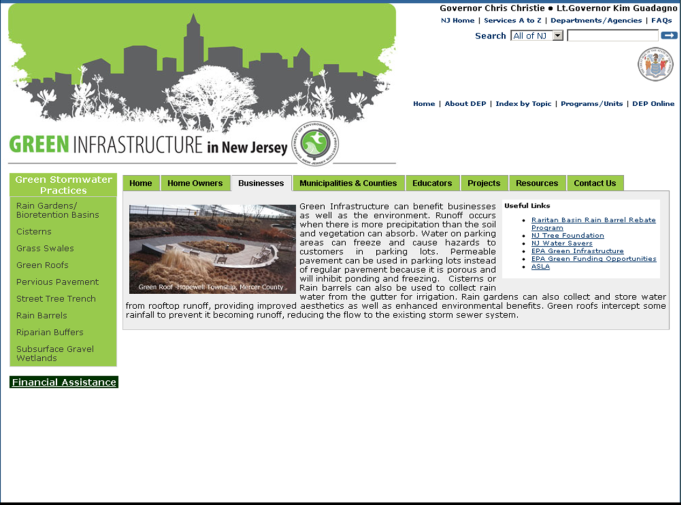 Governor Chris Christie • Lt.Governor Kim Guadagno
NJ Home | Services A to Z | Departments/Agencies | FAQs
Search All of NJ
Home | About DEP | Index by Topic | Programs/Units | DEP Online
GREEN INFRASTRUCTURE in New Jersey
Green Stormwater
Practices
Rain Gardens/
Bioretention Basins
Cisterns
Grass Swales
Green Roofs
Pervious Pavement
Street Tree Trench
Rain Barrels
Riparian Buffers
Subsurface Gravel
Wetlands
Financial Assistance
Home Home Owners Businesses Municipalities & Counties Educators Projects Resources Contact Us
Green Roof -Hopewell Township, Mercer County
Green Infrastructure can benefit businesses
as well as the environment. Runoff occurs
when there is more precipitation than the soil
and vegetation can absorb. Water on parking
areas can freeze and cause hazards to
customers in parking lots. Permeable
pavement can be used in parking lots instead
of regular pavement because it is porous and
will inhibit ponding and freezing. Cisterns or
Rain barrels can also be used to collect rain
water from the gutter for irrigation. Rain gardens can also collect and store water
from rooftop runoff, providing improved aesthetics as well as enhanced environmental benefits. Green roofs intercept some
rainfall to prevent it becoming runoff, reducing the flow to the existing storm sewer system.
Useful Links
Raritan Basin Rain Barrel Rebate
Program
NJ Tree Foundation
NJ Water Savers
EPA Green Infrastructure
EPA Green Funding Opportunities
ASLA